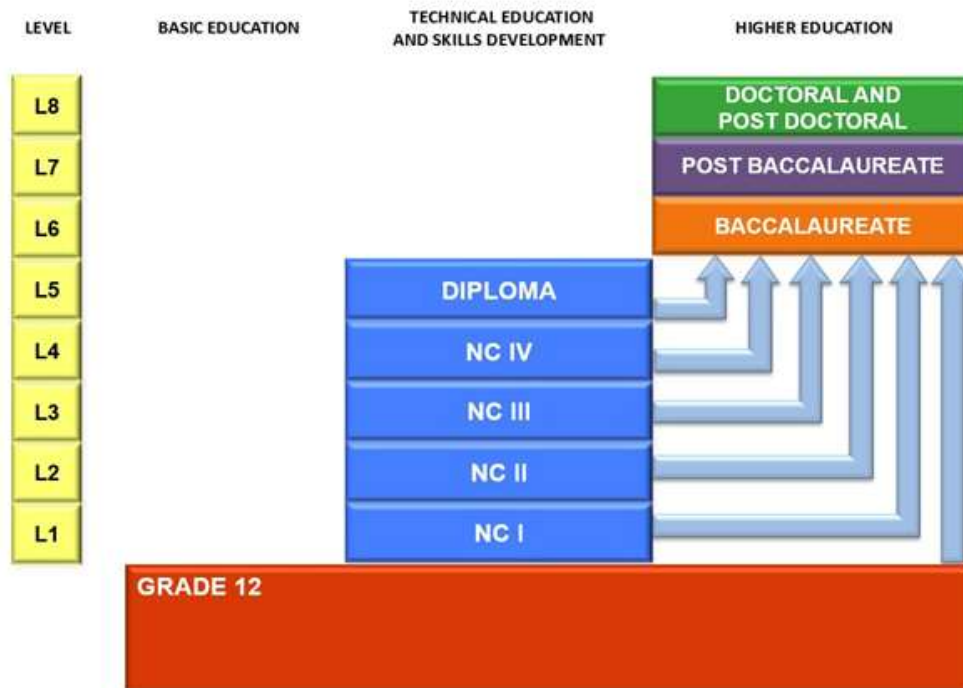 LEVEL
BASIC EDUCATION
TECHNICAL EDUCATION
AND SKILLS DEVELOPMENT
HIGHER EDUCATION
L8
DOCTORAL AND
POST DOCTORAL
L7
POST BACCALAUREATE
L6
BACCALAUREATE
L5
DIPLOMA
L4
NC IV
L3
NC III
L2
NC II
L1
NC I
GRADE 12